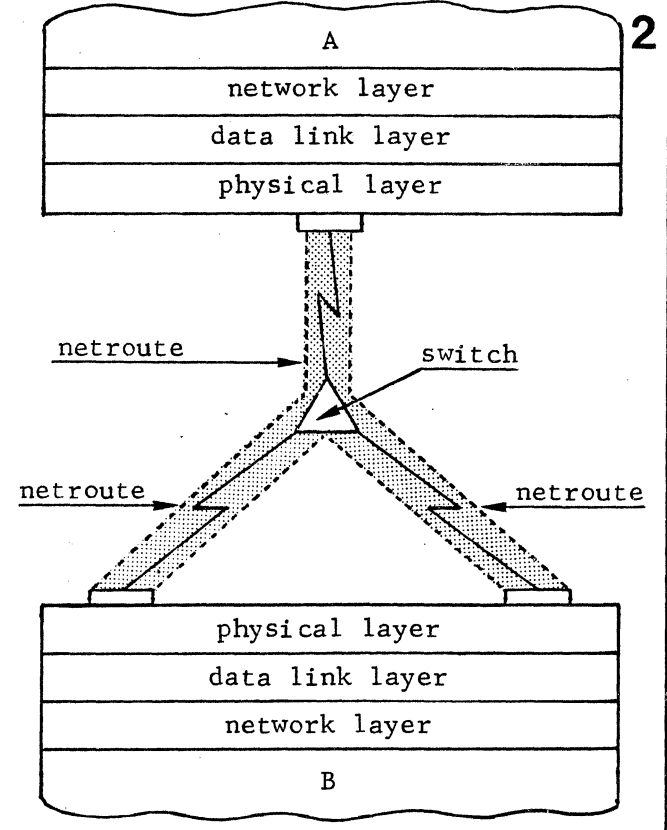 2
A
network layer
data link layer
physical layer
netroute
switch
netroute
netroute
physical layer
data link layer
network layer
B